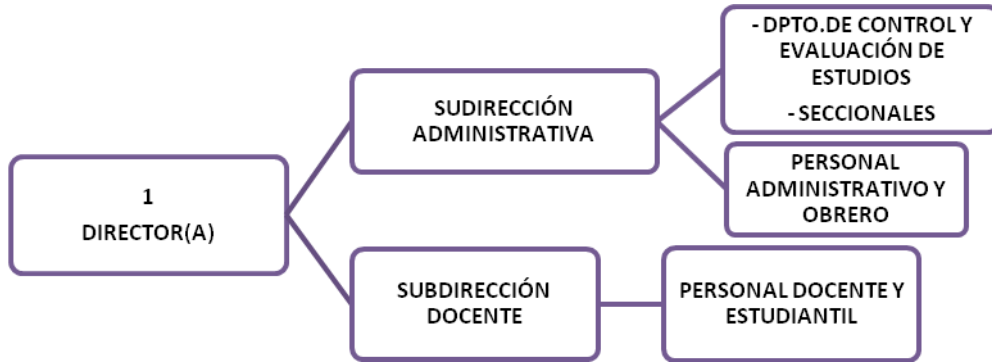 1
DIRECTOR(A)
SUDIRECCIÓN
ADMINISTRATIVA
- DPTO.DE CONTROL Y
EVALUACIÓN DE
ESTUDIOS
- SECCIONALES
PERSONAL
ADMINISTRATIVO Y
OBRERO
SUBDIRECCIÓN
DOCENTE
PERSONAL DOCENTE Y
ESTUDIANTIL